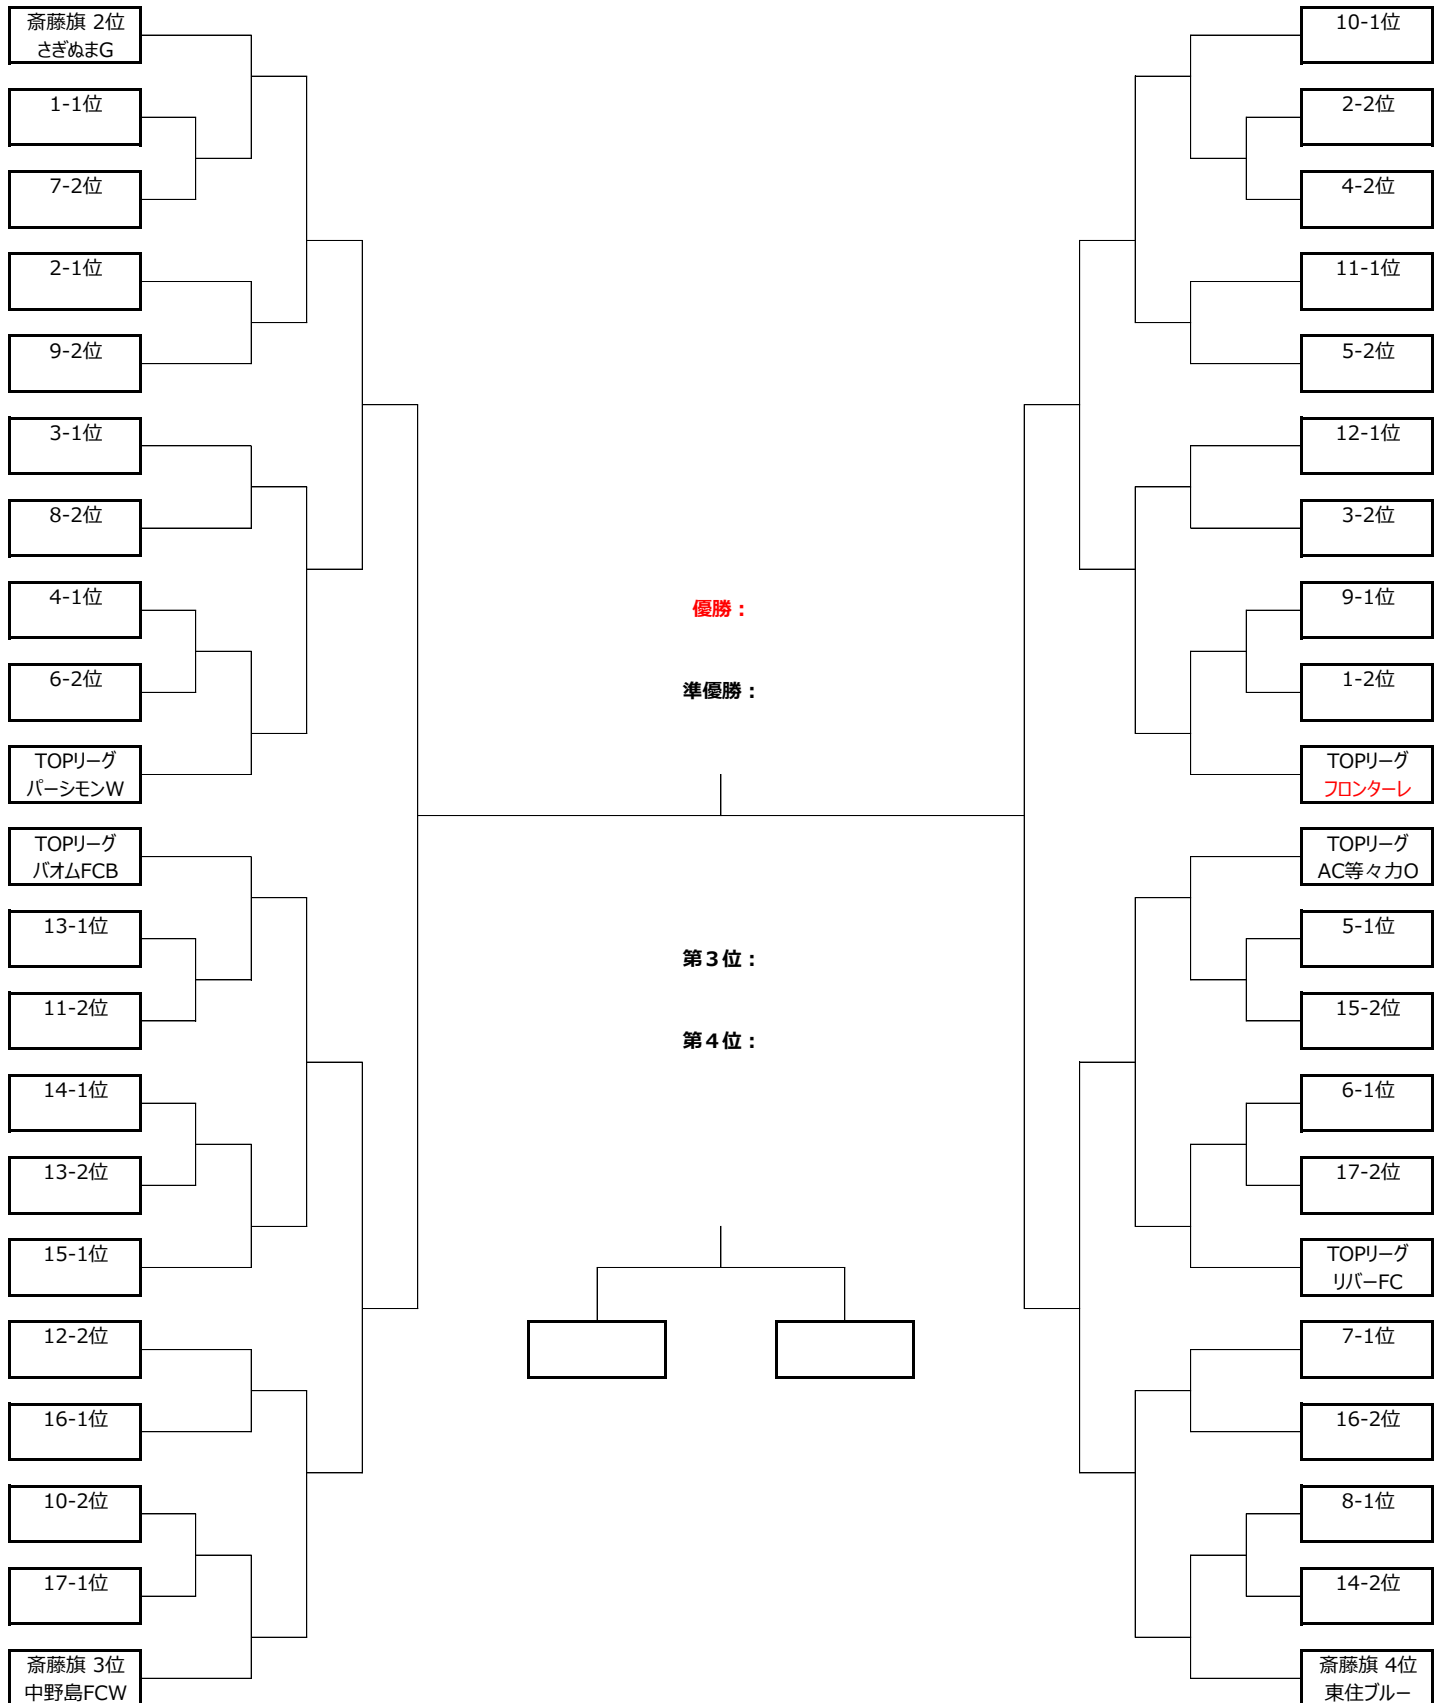 斎藤旗 2位
さぎぬまG
1-1位
7-2位
2-1位
9-2位
3-1位
8-2位
4-1位
6-2位
TOPリーグ
パーシモンW
TOPリーグ
バオムFCB
13-1位
11-2位
14-1位
13-2位
15-1位
12-2位
16-1位
10-2位
17-1位
斎藤旗 3位
中野島FCW
優勝：
準優勝：
第３位：
第４位：
10-1位
2-2位
4-2位
11-1位
5-2位
12-1位
3-2位
9-1位
1-2位
TOPリーグ
フロンターレ
TOPリーグ
AC等々力O
5-1位
15-2位
6-1位
17-2位
TOPリーグ
リバーFC
7-1位
16-2位
8-1位
14-2位
斎藤旗 4位
東住ブルー